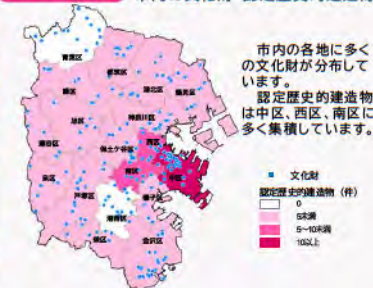 市内の各地に多く
の文化財が分布して
います。
認定歴史的建造物
は中区、西区、南区に
多く集積しています。
青葉区
都筑区
港北区
鶴見区
緑区
神奈川区
旭区
西区
瀬谷区
保土ケ谷区
中区
南区
泉区
戸塚区
磯子区
港南区
栄区
金沢区
文化財
認定歴史的建造物（件）
0
5未満
5～10未満
10以上